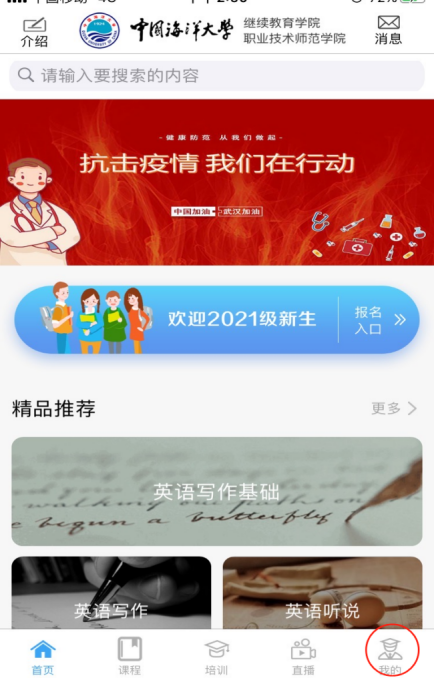 介绍
中国海洋大学
继续教育学院
职业技术师范学院
消息
请输入要搜索的内容
-健康防范 从我们做起-
抗击疫情 我们在行动
中国加油 武汉加油
欢迎2021级新生
报名
入口
精品推荐
更多
英语写作基础
英语写作
英语听说
首页
课程
培训
直播
我的